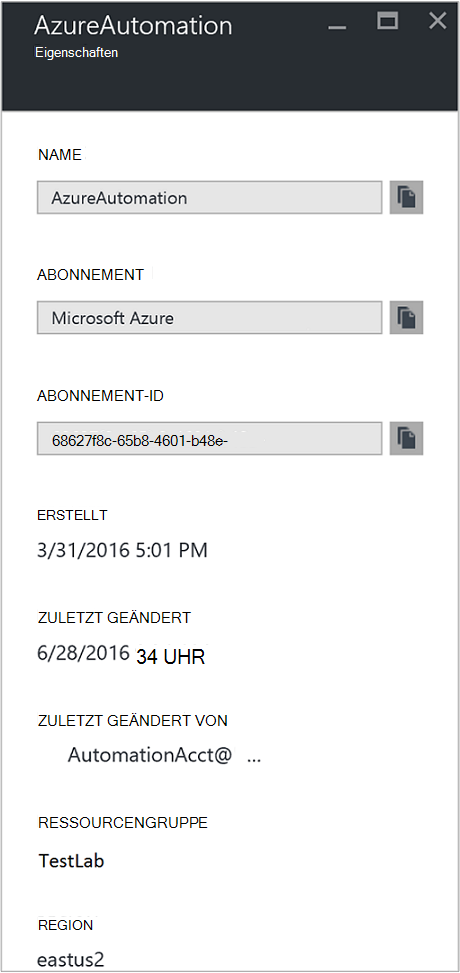 AzureAutomation
Eigenschaften
NAME
AzureAutomation
ABONNEMENT
Microsoft Azure
ABONNEMENT-ID
68627f8c-65b8-4601-b48e-
ERSTELLT
3/31/2016 5:01 PM
ZULETZT GEÄNDERT
6/28/2016 34 UHR
ZULETZT GEÄNDERT VON
AutomationAcct@ ...
RESSOURCENGRUPPE
TestLab
REGION
eastus2